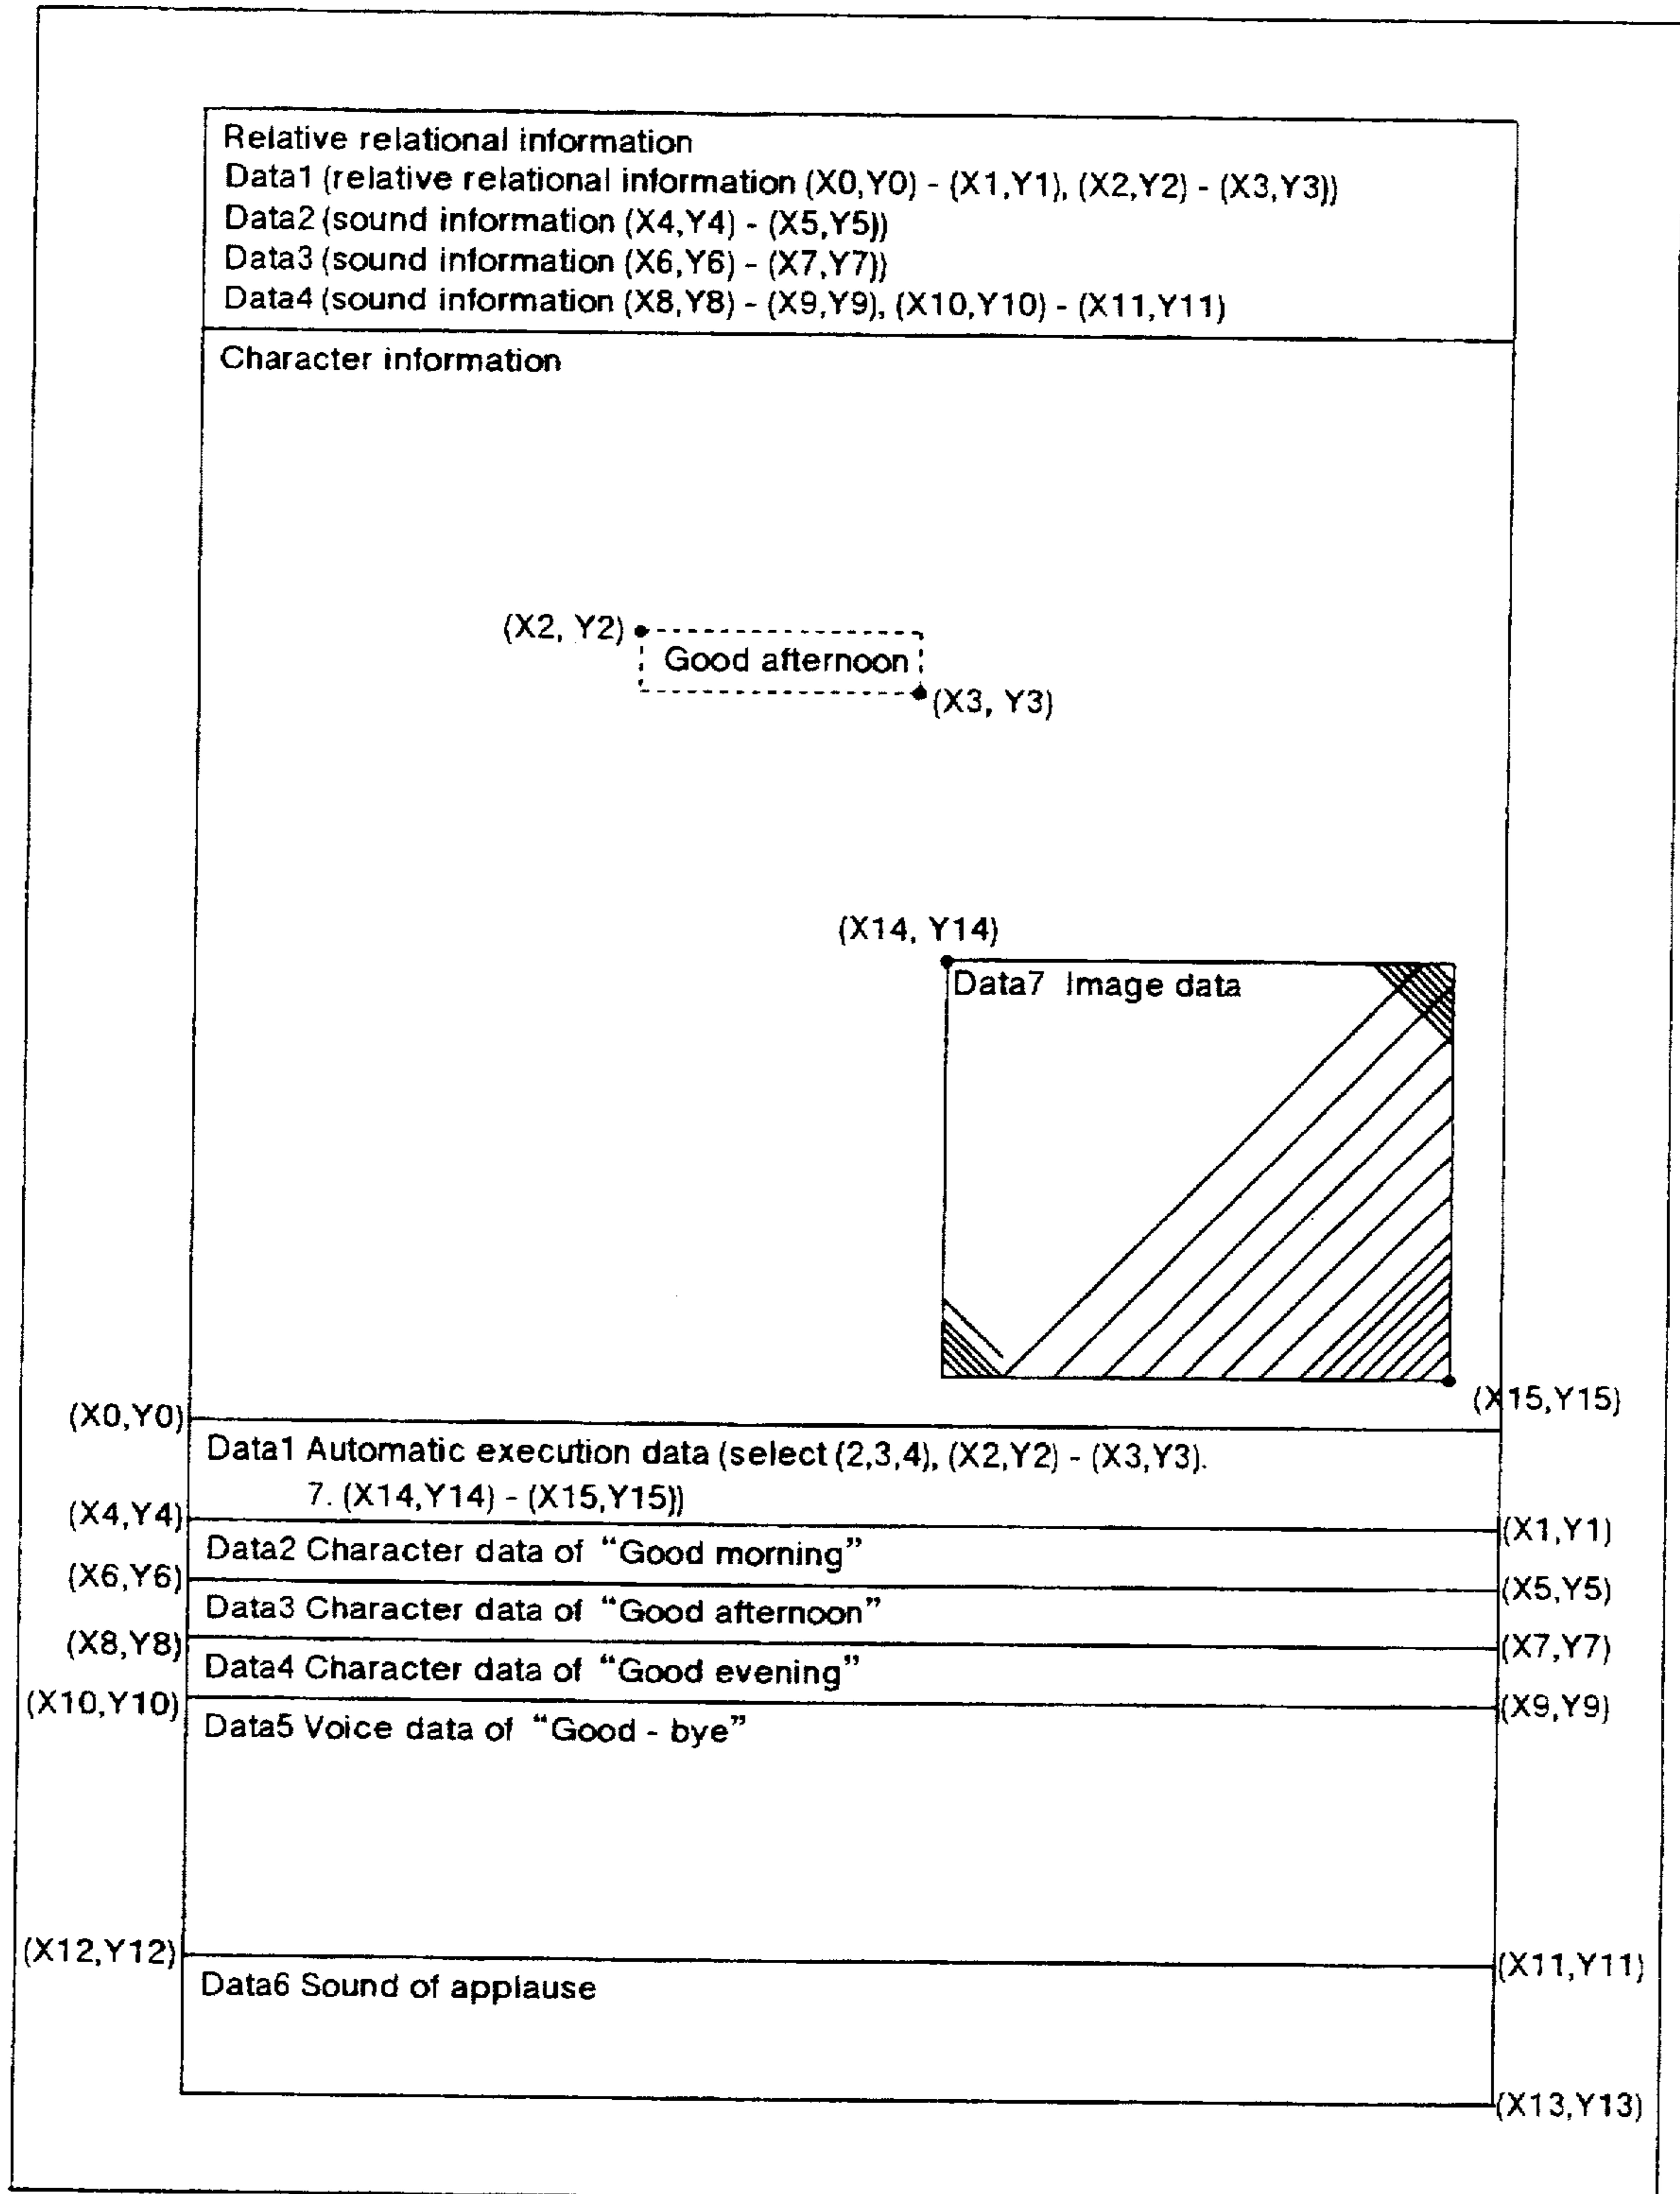 Relative relational information
Data1 (relative relational information (X0,Y0) - (X1,Y1), (X2,Y2) - (X3,Y3))
Data2 (sound information (X4,Y4) - (X5,Y5))
Data3 (sound information (X6,Y6) - (X7,Y7))
Data4 (sound information (X8,Y8) - (X9,Y9), (X10,Y10) - (X11,Y11)
Character information
(X2, Y2)
Good afternoon
(X3, Y3)
(X14, Y14)
Data7 Image data
(X15,Y15)
(X0,Y0)
Data1 Automatic execution data (select (2,3,4), (X2,Y2) - (X3,Y3).
7. (X14,Y14) - (X15,Y15))
(X4,Y4)
(X1,Y1)
Data2 Character data of “Good morning”
(X6,Y6)
(X5,Y5)
Data3 Character data of “Good afternoon”
(X8,Y8)
(X7,Y7)
Data4 Character data of “Good evening”
(X10,Y10)
(X9,Y9)
Data5 Voice data of “Good - bye”
(X12,Y12)
(X11,Y11)
Data6 Sound of applause
(X13,Y13)